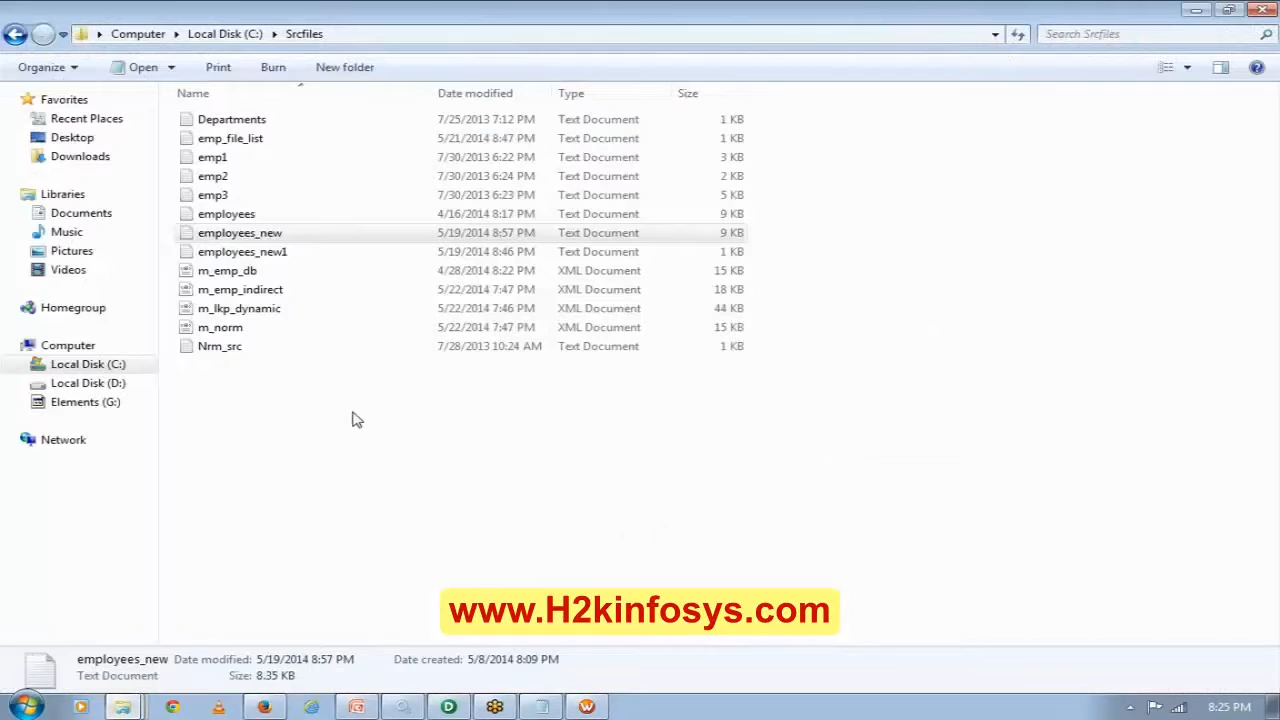 Computer ▸ Local Disk (C:) ▸ Srcfiles
Search Srcfiles
Organize Open Print Burn New folder
Name Date modified Type Size
Favorites
Recent Places
Desktop
Downloads
Libraries
Documents
Music
Pictures
Videos
Homegroup
Computer
Local Disk (C:)
Local Disk (D:)
Elements (G:)
Network
Departments 7/25/2013 7:12 PM Text Document 1 KB
emp_file_list 5/21/2014 8:47 PM Text Document 1 KB
emp1 7/30/2013 6:22 PM Text Document 3 KB
emp2 7/30/2013 6:24 PM Text Document 2 KB
emp3 7/30/2013 6:23 PM Text Document 5 KB
employees 4/16/2014 8:17 PM Text Document 9 KB
employees_new 5/19/2014 8:57 PM Text Document 9 KB
employees_new1 5/19/2014 8:46 PM Text Document 1 KB
m_emp_db 4/28/2014 8:22 PM XML Document 15 KB
m_emp_indirect 5/22/2014 7:47 PM XML Document 18 KB
m_lkp_dynamic 5/22/2014 7:46 PM XML Document 44 KB
m_norm 5/22/2014 7:47 PM XML Document 15 KB
Nrm_src 7/28/2013 10:24 AM Text Document 1 KB
www.H2kinfosys.com
employees_new Date modified: 5/19/2014 8:57 PM Date created: 5/8/2014 8:09 PM
Text Document Size: 8.35 KB
8:25 PM